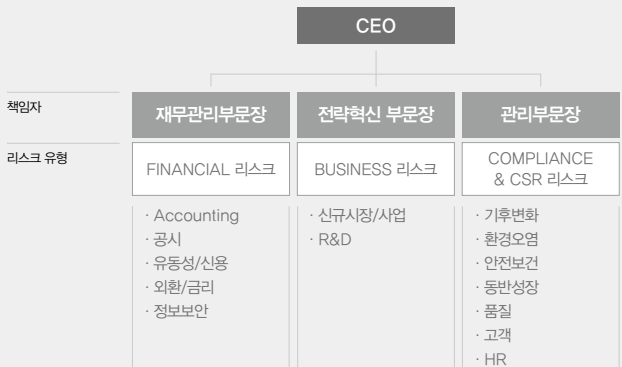 CEO
책임자
재무관리부문장
전략혁신 부문장
관리부문장
리스크 유형
FINANCIAL 리스크
BUSINESS 리스크
COMPLIANCE
& CSR 리스크
· Accounting
· 공시
· 유동성/신용
· 외환/금리
· 정보보안
· 신규시장/사업
· R&D
· 기후변화
· 환경오염
· 안전보건
· 동반성장
· 품질
· 고객
· HR